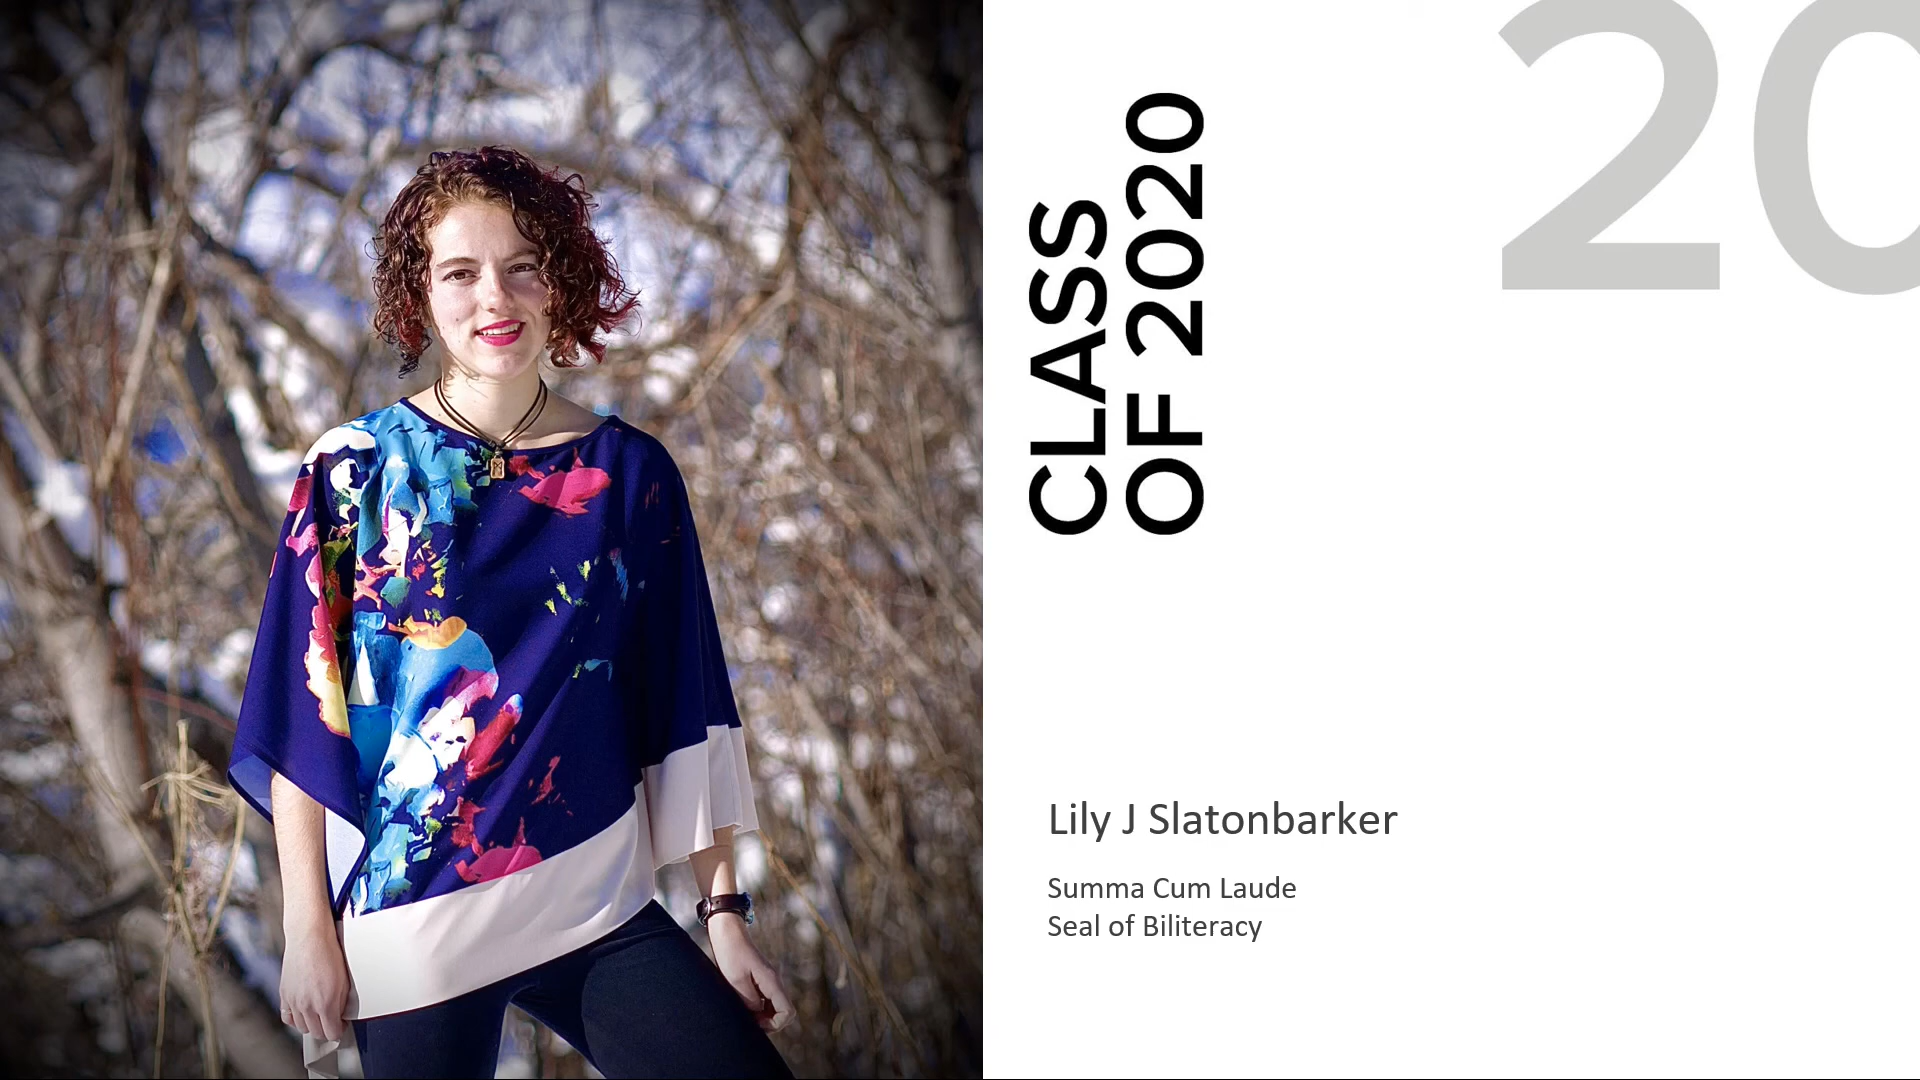 CLASS
OF 2020
20
Lily J Slatonbarker
Summa Cum Laude
Seal of Biliteracy